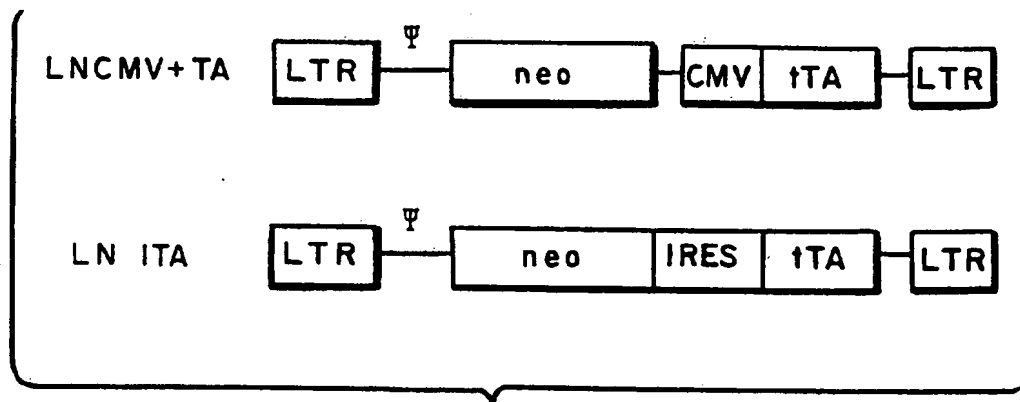 Ψ
LNCMV+TA LTR neo CMV tTA LTR
Ψ
LN ITA LTR neo IRES tTA LTR